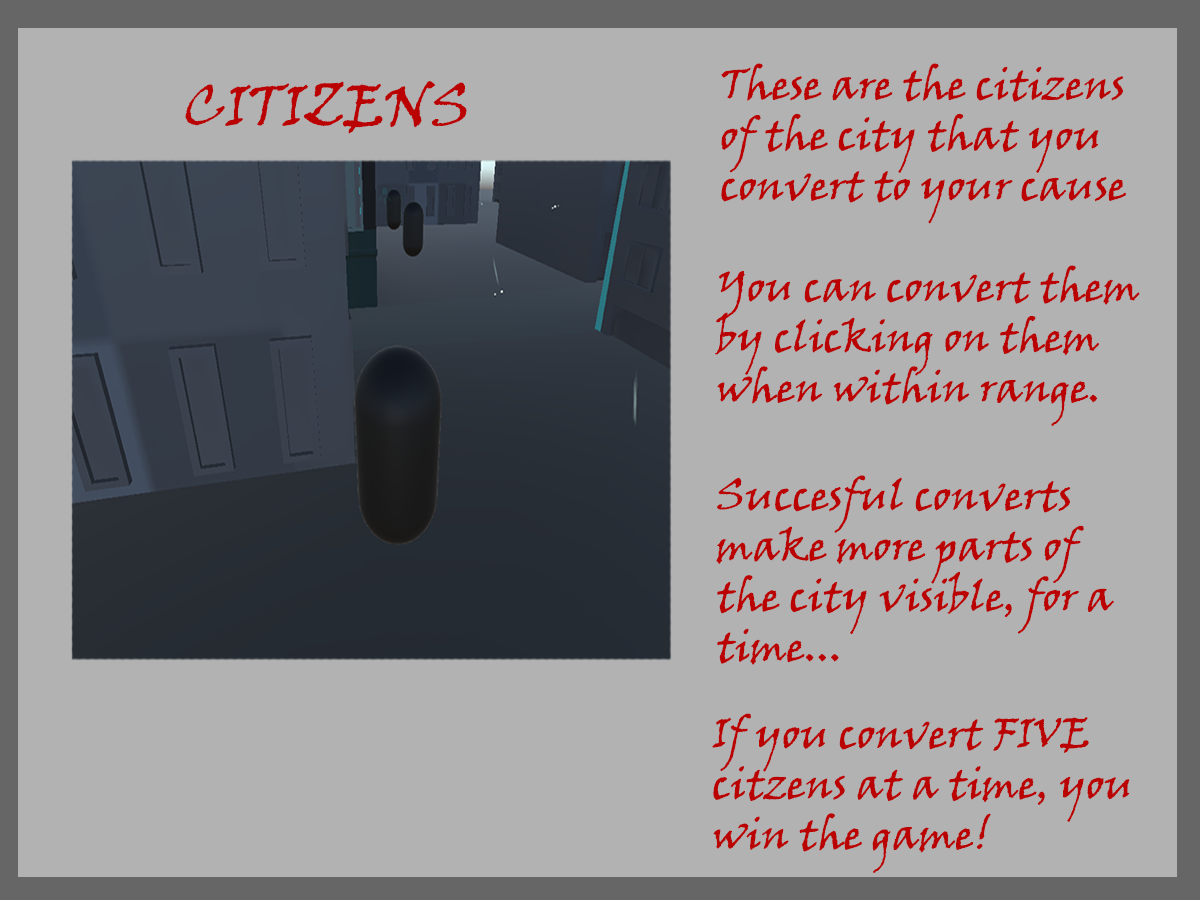 CITIZENS
These are the citizens
of the city that you
convert to your cause
You can convert them
by clicking on them
when within range.
Succesful converts
make more parts of
the city visible, for a
time...
If you convert FIVE
citzens at a time, you
win the game!